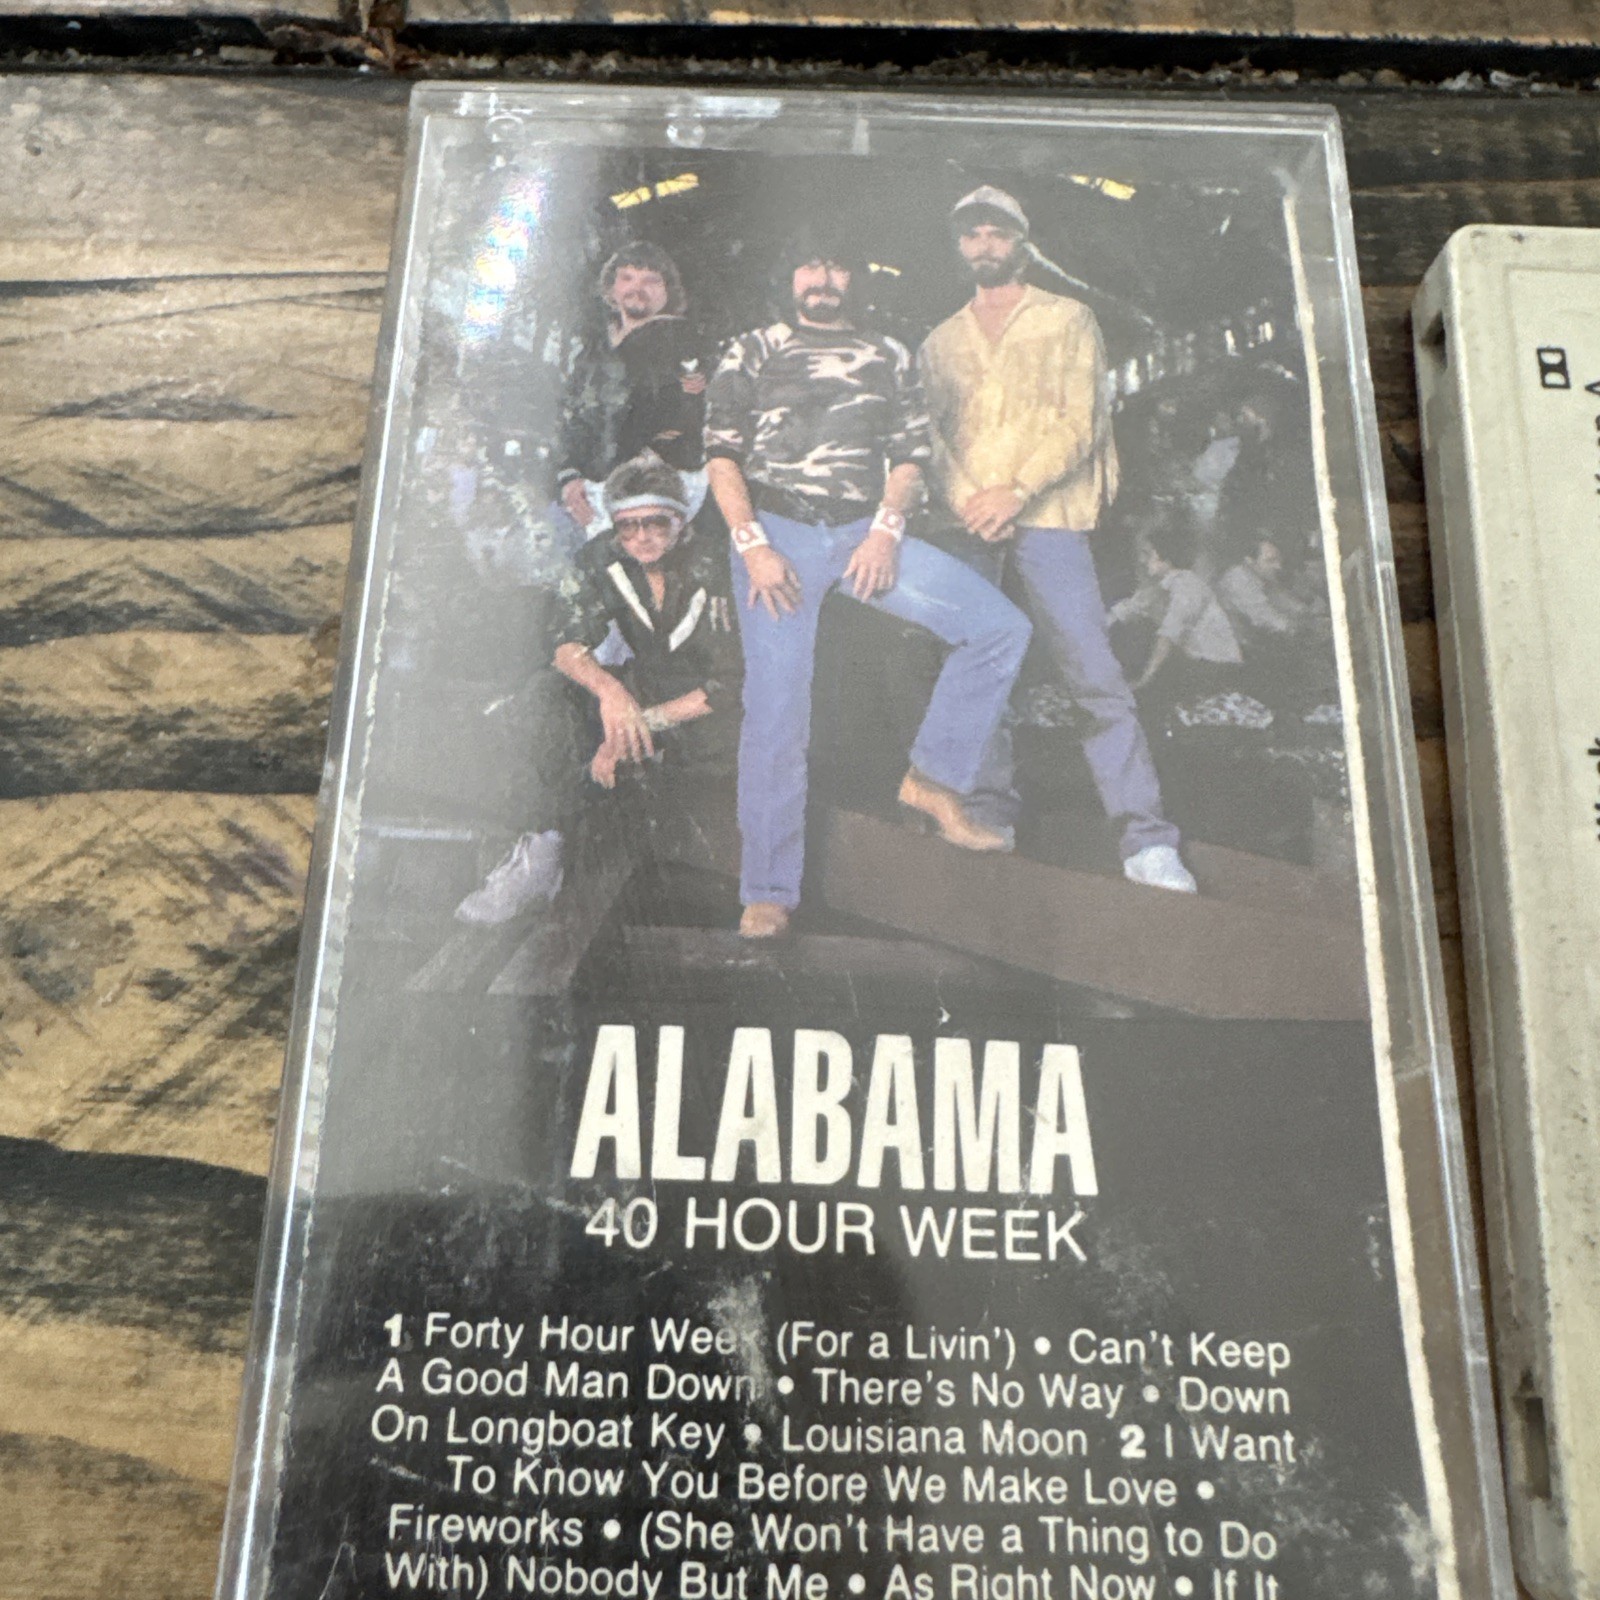 ALABAMA
40 HOUR WEEK
1 Forty Hour Week (For a Livin') • Can't Keep
A Good Man Down • There's No Way • Down
On Longboat Key • Louisiana Moon 2 I Want
To Know You Before We Make Love •
Fireworks • (She Won't Have a Thing to Do
With) Nobody But Me • As Right Now • If It